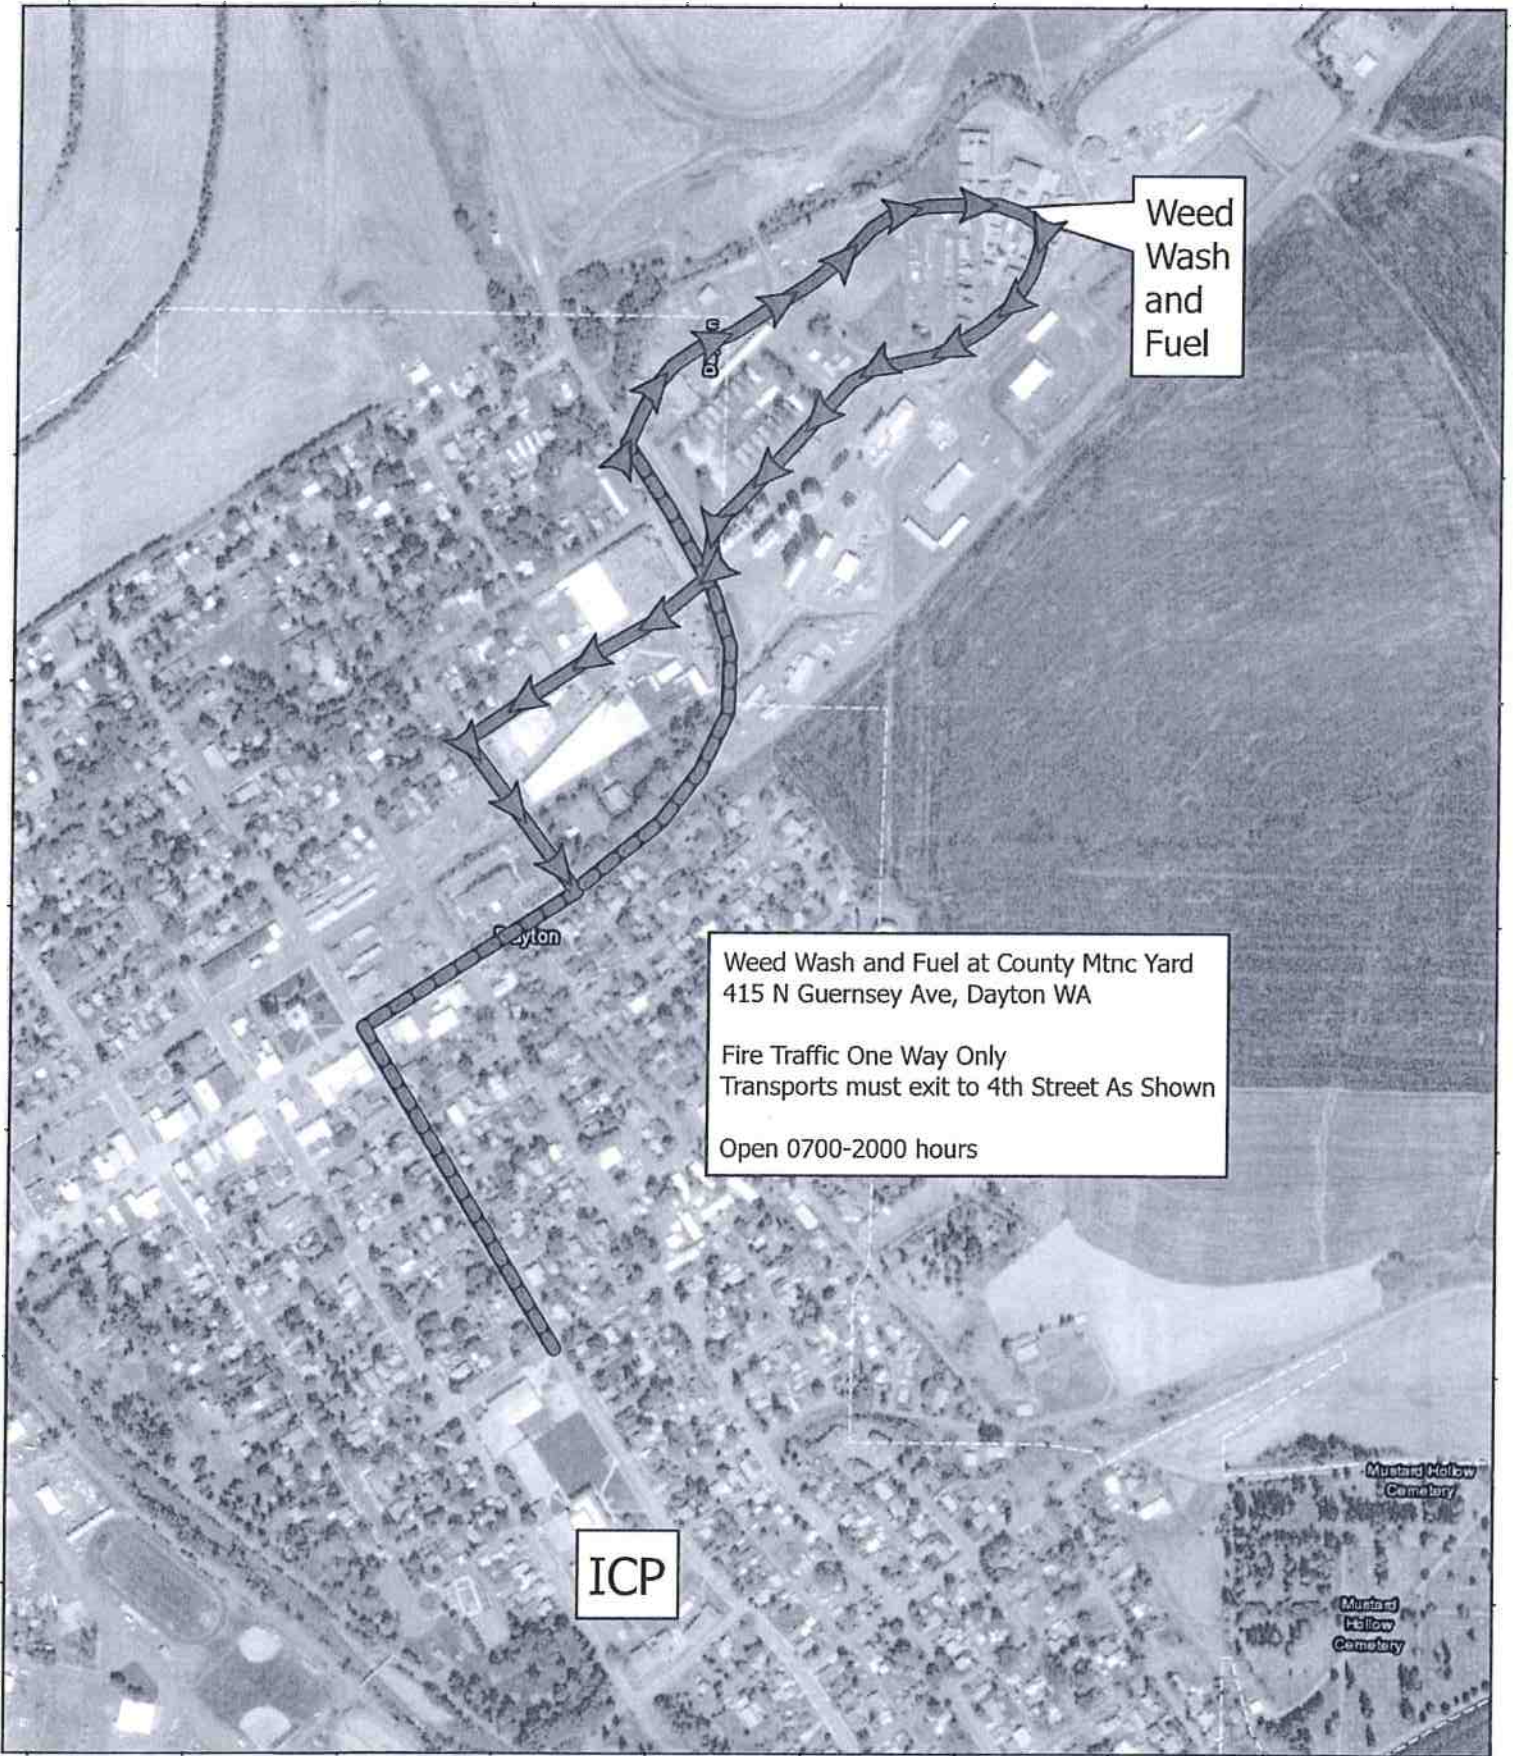 Weed
Wash
and
Fuel
Weed Wash and Fuel at County Mtnc Yard
415 N Guernsey Ave, Dayton WA
Fire Traffic One Way Only
Transports must exit to 4th Street As Shown
Open 0700-2000 hours
Mustard Hollow
Cemetery
ICP
Mustard
Hollow
Cemetery